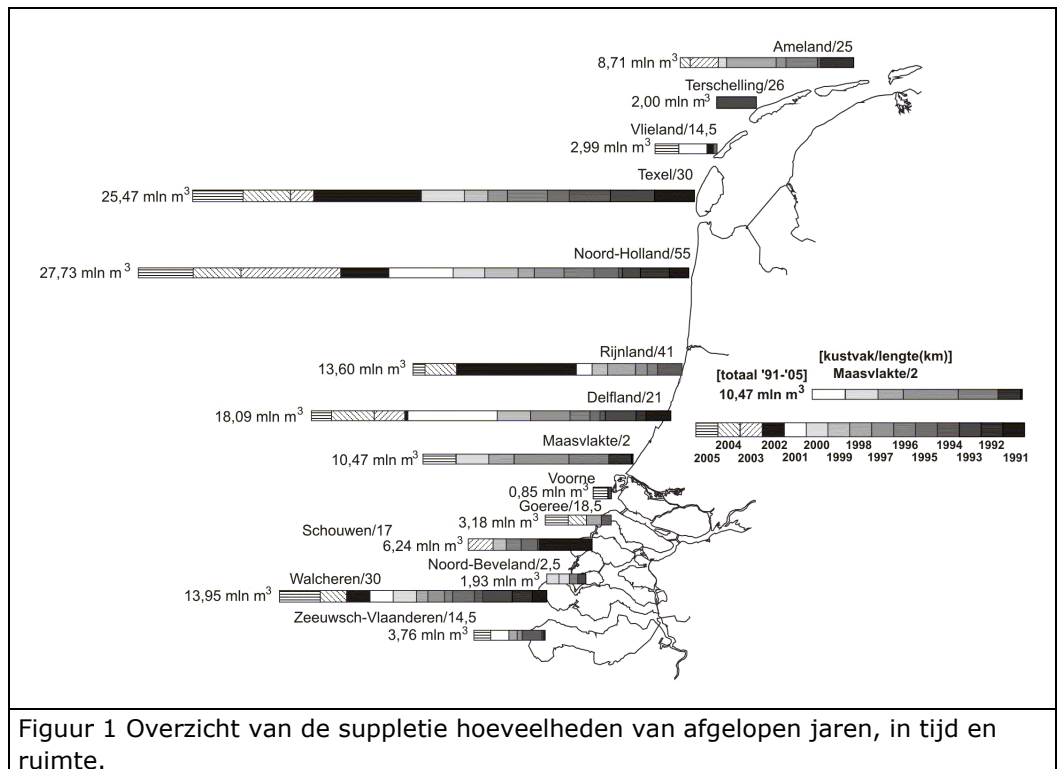 Ameland/25
8,71 mln m³
Terschelling/26
2,00 mln m³
Vlieland/14,5
2,99 mln m³
Texel/30
25,47 mln m³
Noord-Holland/55
27,73 mln m³
Rijnland/41
13,60 mln m³
[kustvak/lengte(km)]
[totaal '91-'05]
Maasvlakte/2
10,47 mln m³
Delfland/21
18,09 mln m³
2004 2002 2000 1998 1996 1994 1992
2005 2003 2001 1999 1997 1995 1993 1991
Maasvlakte/2
10,47 mln m³
Voorne
0,85 mln m³
Goeree/18,5
3,18 mln m³
Schouwen/17
6,24 mln m³
Noord-Beveland/2,5
1,93 mln m³
Walcheren/30
13,95 mln m³
Zeeuwsch-Vlaanderen/14,5
3,76 mln m³
Figuur 1 Overzicht van de suppletie hoeveelheden van afgelopen jaren, in tijd en
ruimte.